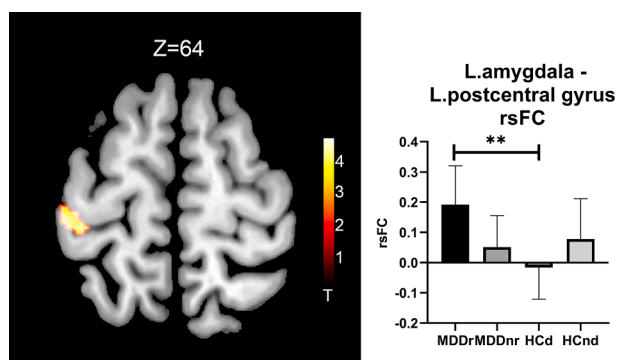 Z=64
4
3
2
1
T
L.amygdala -
L.postcentral gyrus
rsFC
**
0.4
0.3
0.2
0.1
0.0
-0.1
-0.2
rsFC
MDDr MDDnr HCd HCnd